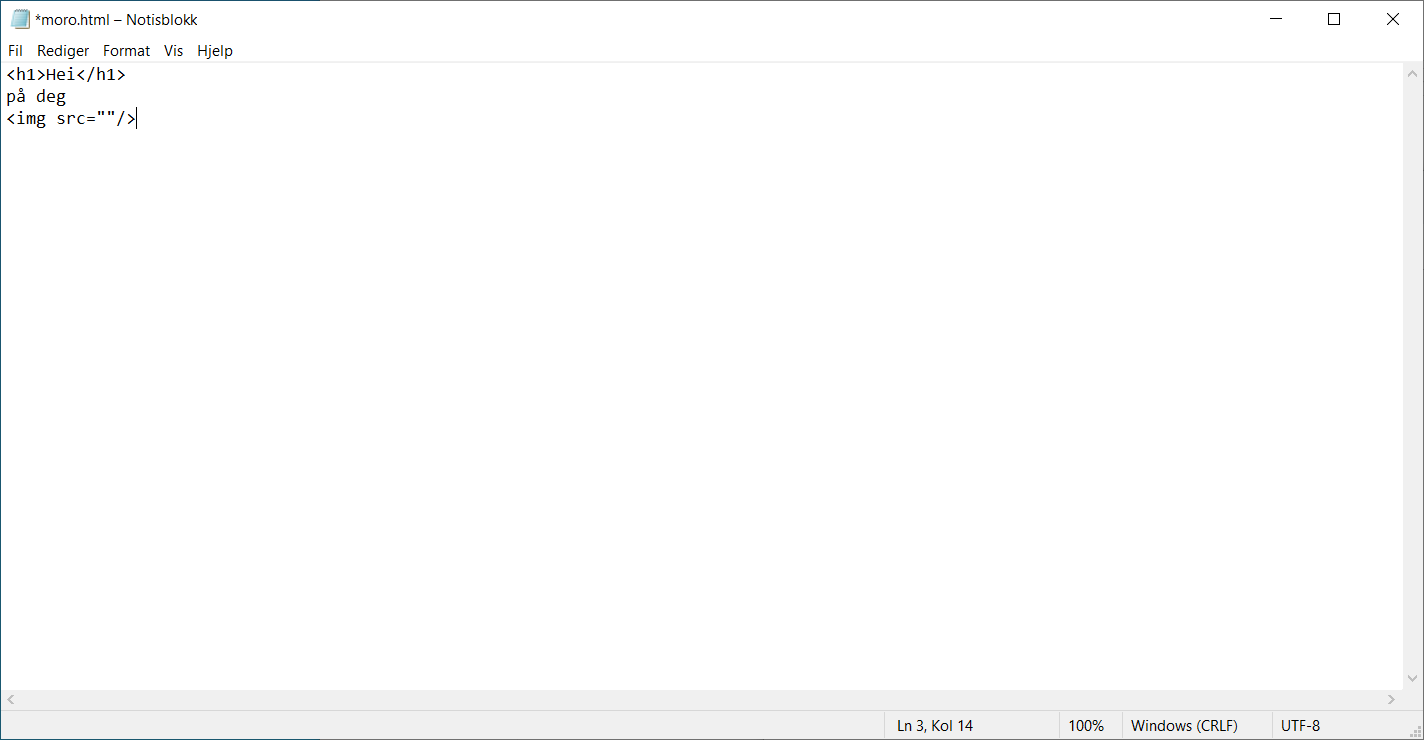 *moro.html – Notisblokk
Fil Rediger Format Vis Hjelp
<h1>Hei</h1>
på deg
<img src=""/>
Ln 3, Kol 14 100% Windows (CRLF) UTF-8